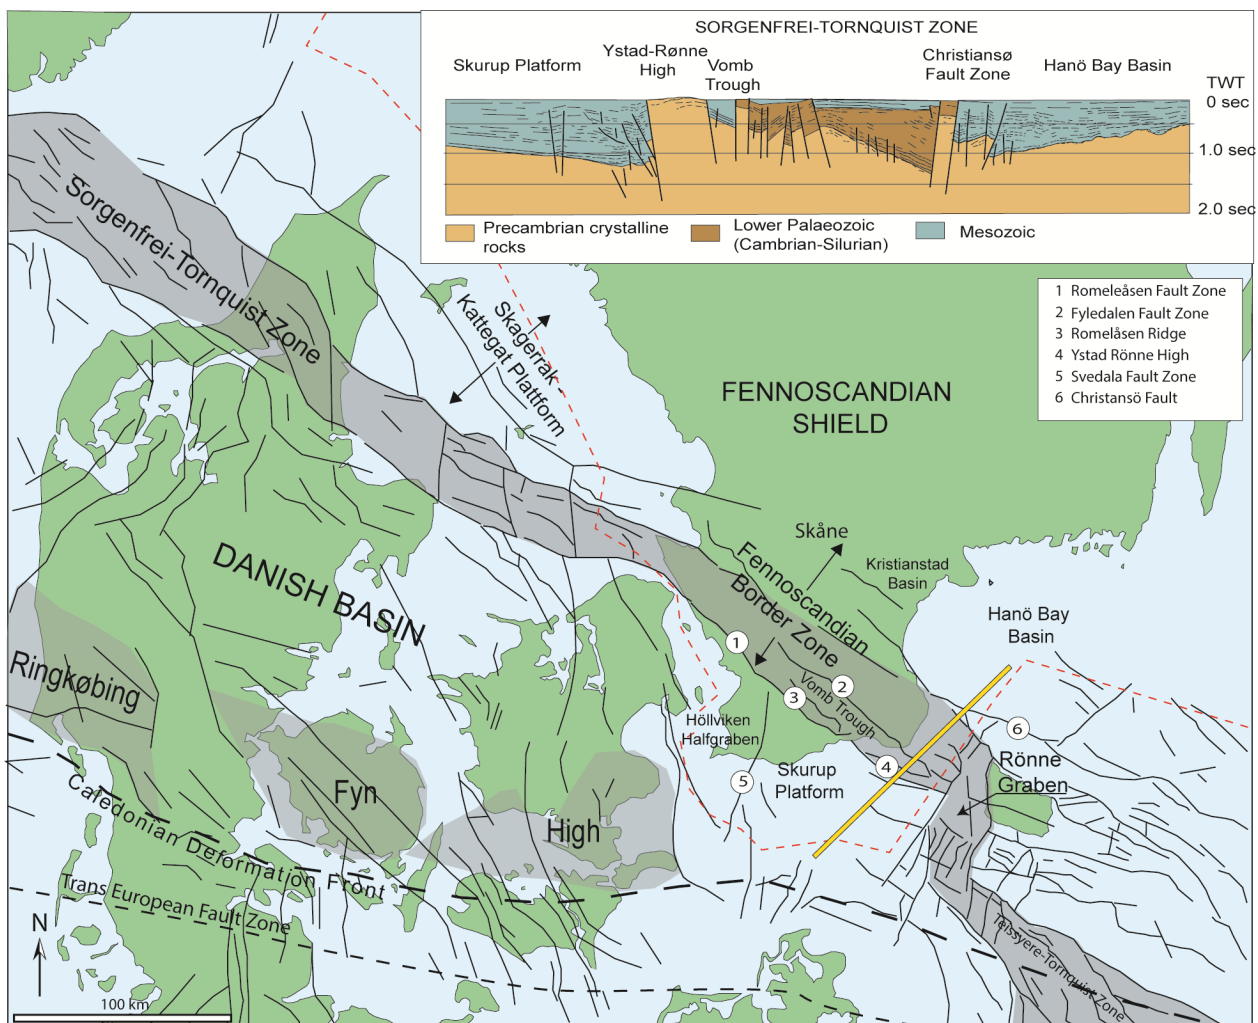 SORGENFREI-TORNQUIST ZONE
Skurup Platform
Ystad-Rønne
High
Vomb
Trough
Christiansø
Fault Zone
Hanö Bay Basin
TWT
0 sec
1.0 sec
2.0 sec
Precambrian crystalline
rocks
Lower Palaeozoic
(Cambrian-Silurian)
Mesozoic
1 Romeleåsen Fault Zone
2 Fyledalen Fault Zone
3 Romelåsen Ridge
4 Ystad Rönne High
5 Svedala Fault Zone
6 Christansö Fault
Sorgenfrei-Tornquist Zone
Skagerrak -
Kattegat Plattform
FENNOSCANDIAN
SHIELD
Skåne
Fennoscandian
Border Zone
Kristianstad
Basin
DANISH BASIN
Hanö Bay
Basin
1
2
3
Vomb Trough
Ringkøbing
Höllviken
Halfgraben
6
4
5
Skurup
Platform
Rönne
Graben
Fyn
High
Caledonian Deformation Front
Trans European Fault Zone
Teissyere-Tornquist Zone
N
100 km